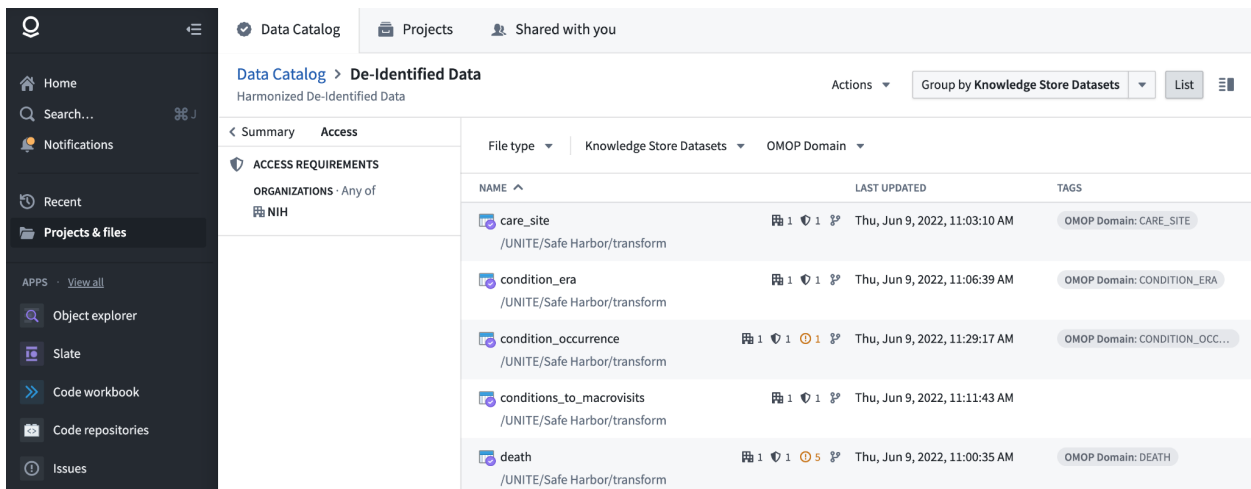 Data Catalog Projects Shared with you
Home
Search... ⌘ J
Notifications
Recent
Projects & files
APPS · View all
Object explorer
Slate
Code workbook
Code repositories
Issues
Data Catalog > De-Identified Data
Harmonized De-Identified Data
Actions Group by Knowledge Store Datasets List
Summary Access
ACCESS REQUIREMENTS
ORGANIZATIONS · Any of
NIH
File type Knowledge Store Datasets OMOP Domain
NAME LAST UPDATED TAGS
care_site 1 1 Thu, Jun 9, 2022, 11:03:10 AM OMOP Domain: CARE_SITE
/UNITE/Safe Harbor/transform
condition_era 1 1 Thu, Jun 9, 2022, 11:06:39 AM OMOP Domain: CONDITION_ERA
/UNITE/Safe Harbor/transform
condition_occurrence 1 1 1 Thu, Jun 9, 2022, 11:29:17 AM OMOP Domain: CONDITION_OCC...
/UNITE/Safe Harbor/transform
conditions_to_macrovisits 1 1 Thu, Jun 9, 2022, 11:11:43 AM
/UNITE/Safe Harbor/transform
death 1 1 5 Thu, Jun 9, 2022, 11:00:35 AM OMOP Domain: DEATH
/UNITE/Safe Harbor/transform